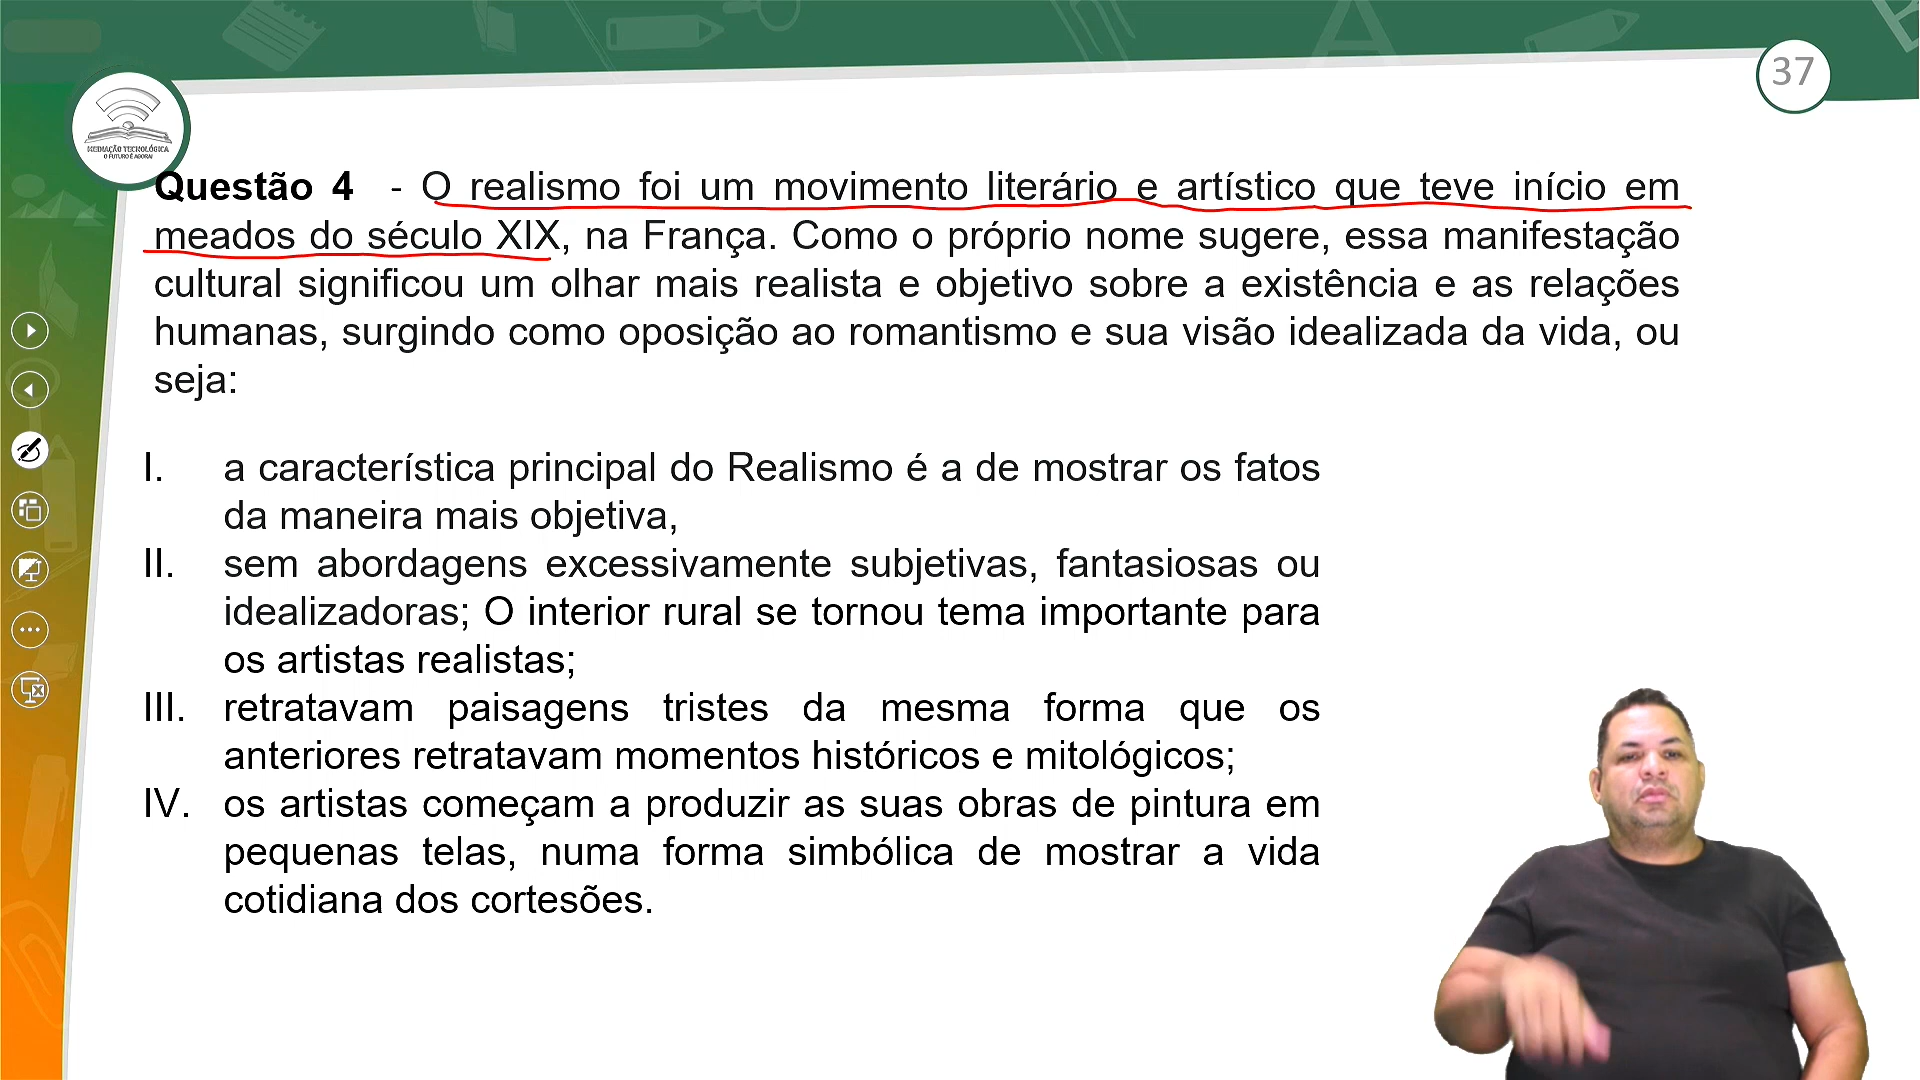 37
MEDIAÇÃO TECNOLÓGICA
O FUTURO É AGORA!
Questão 4 - O realismo foi um movimento literário e artístico que teve início em
meados do século XIX, na França. Como o próprio nome sugere, essa manifestação
cultural significou um olhar mais realista e objetivo sobre a existência e as relações
humanas, surgindo como oposição ao romantismo e sua visão idealizada da vida, ou
seja:
I. a característica principal do Realismo é a de mostrar os fatos
da maneira mais objetiva,
II. sem abordagens excessivamente subjetivas, fantasiosas ou
idealizadoras; O interior rural se tornou tema importante para
os artistas realistas;
III. retratavam paisagens tristes da mesma forma que os
anteriores retratavam momentos históricos e mitológicos;
IV. os artistas começam a produzir as suas obras de pintura em
pequenas telas, numa forma simbólica de mostrar a vida
cotidiana dos cortesões.